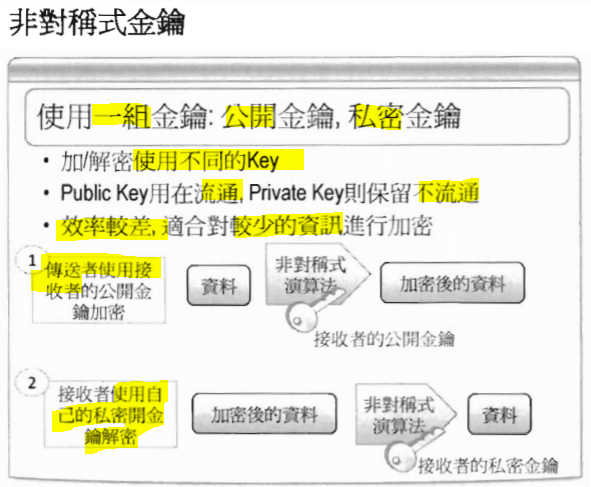 非對稱式金鑰
使用一組金鑰: 公開金鑰, 私密金鑰
• 加/解密使用不同的Key
• Public Key用在流通, Private Key則保留不流通
• 效率較差, 適合對較少的資訊進行加密
1
傳送者使用接
收者的公開金
鑰加密
資料
非對稱式
演算法
加密後的資料
接收者的公開金鑰
2
接收者使用自
己的私密開金
鑰解密
加密後的資料
非對稱式
演算法
資料
接收者的私密金鑰